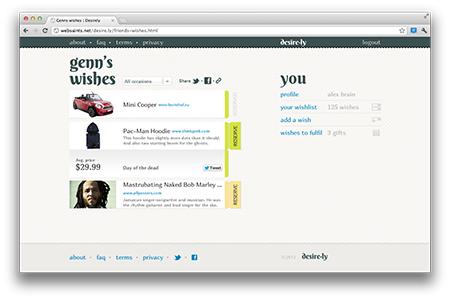 Genns wishes : Desirely
websaints.net/desire.ly/friends-wishes.html
about • faq • terms • privacy
desire·ly
logout
genn's
wishes
All occasions
Share
you
profile alex brain
your wishlist 125 wishes
add a wish
wishes to fulfil 3 gifts
Mini Cooper www.lavishof.ru
Pac-Man Hoodie www.thinkgeek.com
This hoodie has slightly more dots than it should.
And also two starting boxes for the ghosts.
RESERVE
Avg. price
$29.99
Day of the dead
Tweet
Mastrubating Naked Bob Marley ...
www.allposters.com
Jamaican singer-songwriter and musician. He was
the rhythm guitarist and lead singer for the ska,
RESERVE
about • faq • terms • privacy
desire·ly